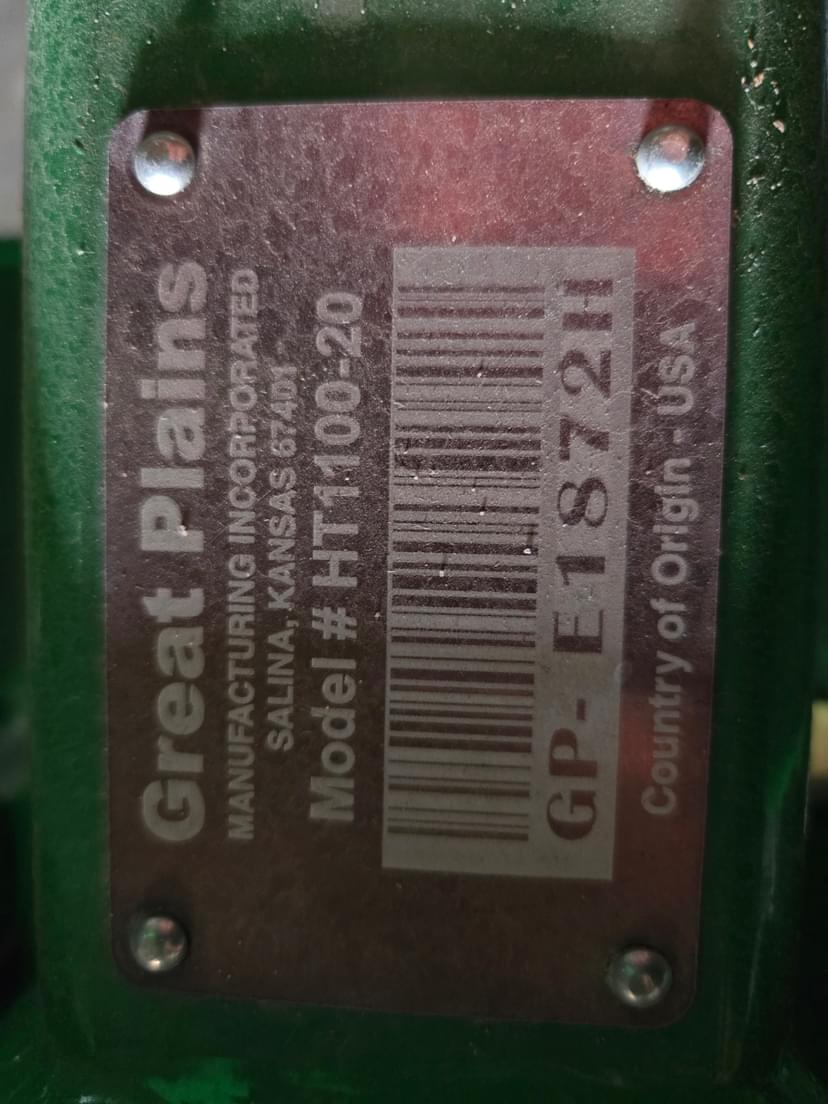 Great Plains
MANUFACTURING INCORPORATED
SALINA, KANSAS 67401
Model # HT1100-20
GP- E1872H
Country of Origin - USA